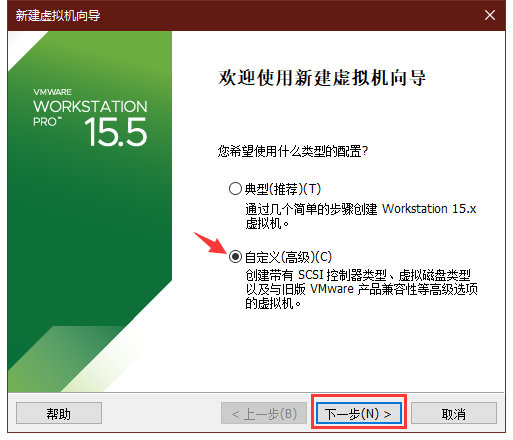 新建虚拟机向导
VMWARE
WORKSTATION
PRO™ 15.5
欢迎使用新建虚拟机向导
您希望使用什么类型的配置?
典型(推荐)(T)
通过几个简单的步骤创建 Workstation 15.x
虚拟机。
自定义(高级)(C)
创建带有 SCSI 控制器类型、虚拟磁盘类型
以及与旧版 VMware 产品兼容性等高级选项
的虚拟机。
帮助
< 上一步(B)
下一步(N) >
取消